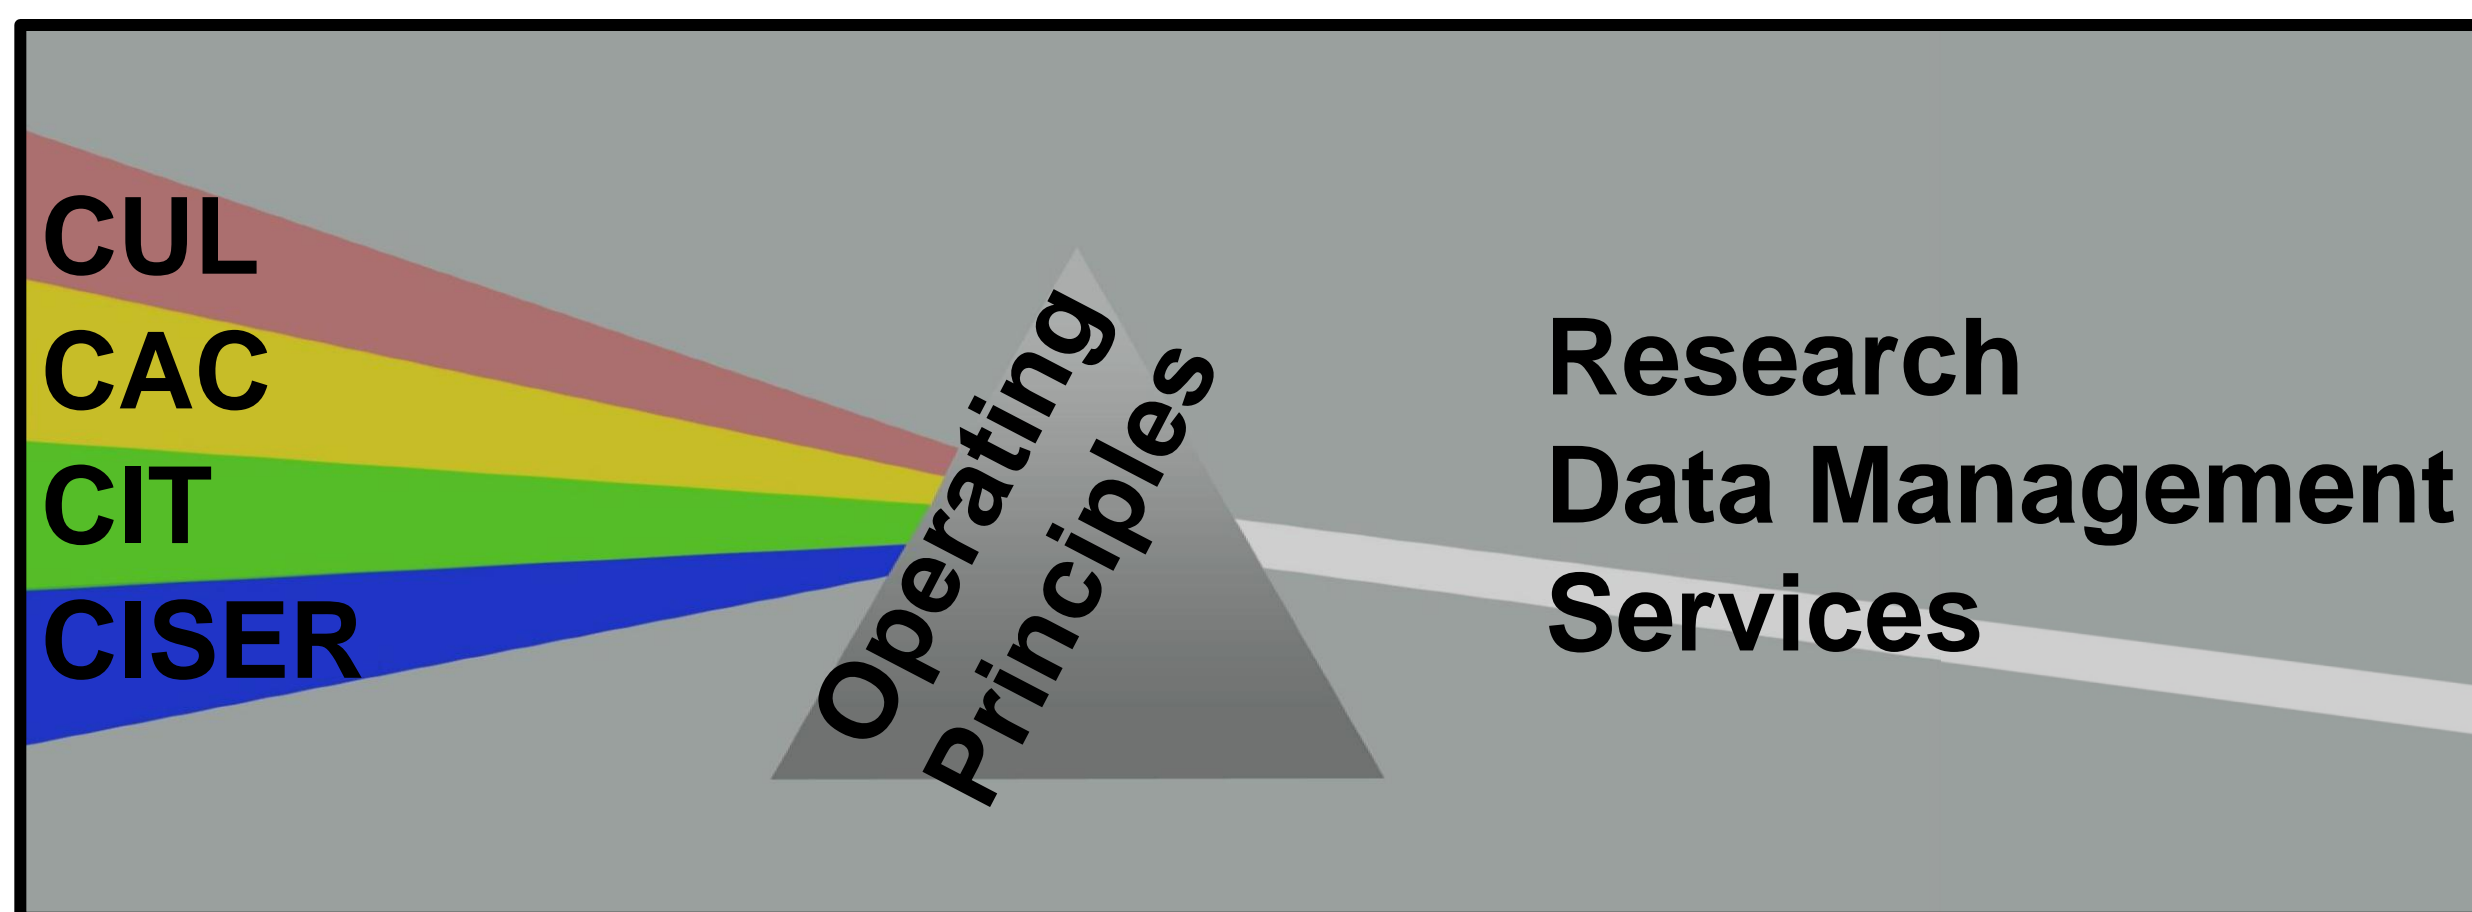 CUL
CAC
CIT
CISER
Operating
Principles
Research
Data Management
Services